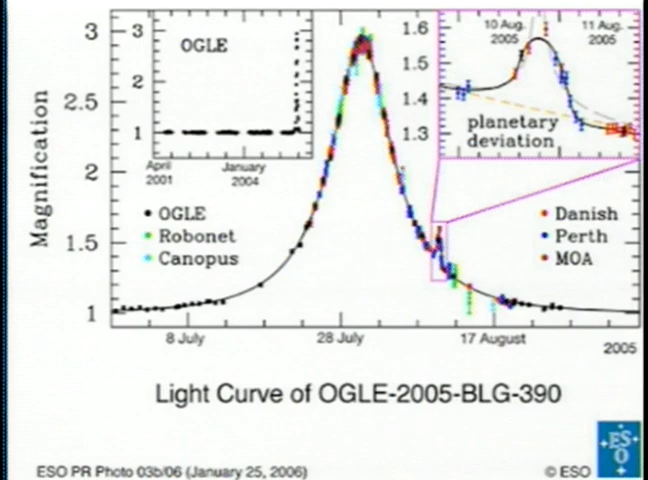 3
2.5
2
1.5
1
Magnification
3
2
1
OGLE
April
2001
January
2004
1.6
1.5
1.4
1.3
10 Aug.
2005
11 Aug.
2005
planetary
deviation
OGLE
Robonet
Canopus
Danish
Perth
MOA
8 July
28 July
17 August
2005
Light Curve of OGLE-2005-BLG-390
ESO PR Photo 03b/06 (January 25, 2006)
© ESO
ES
O